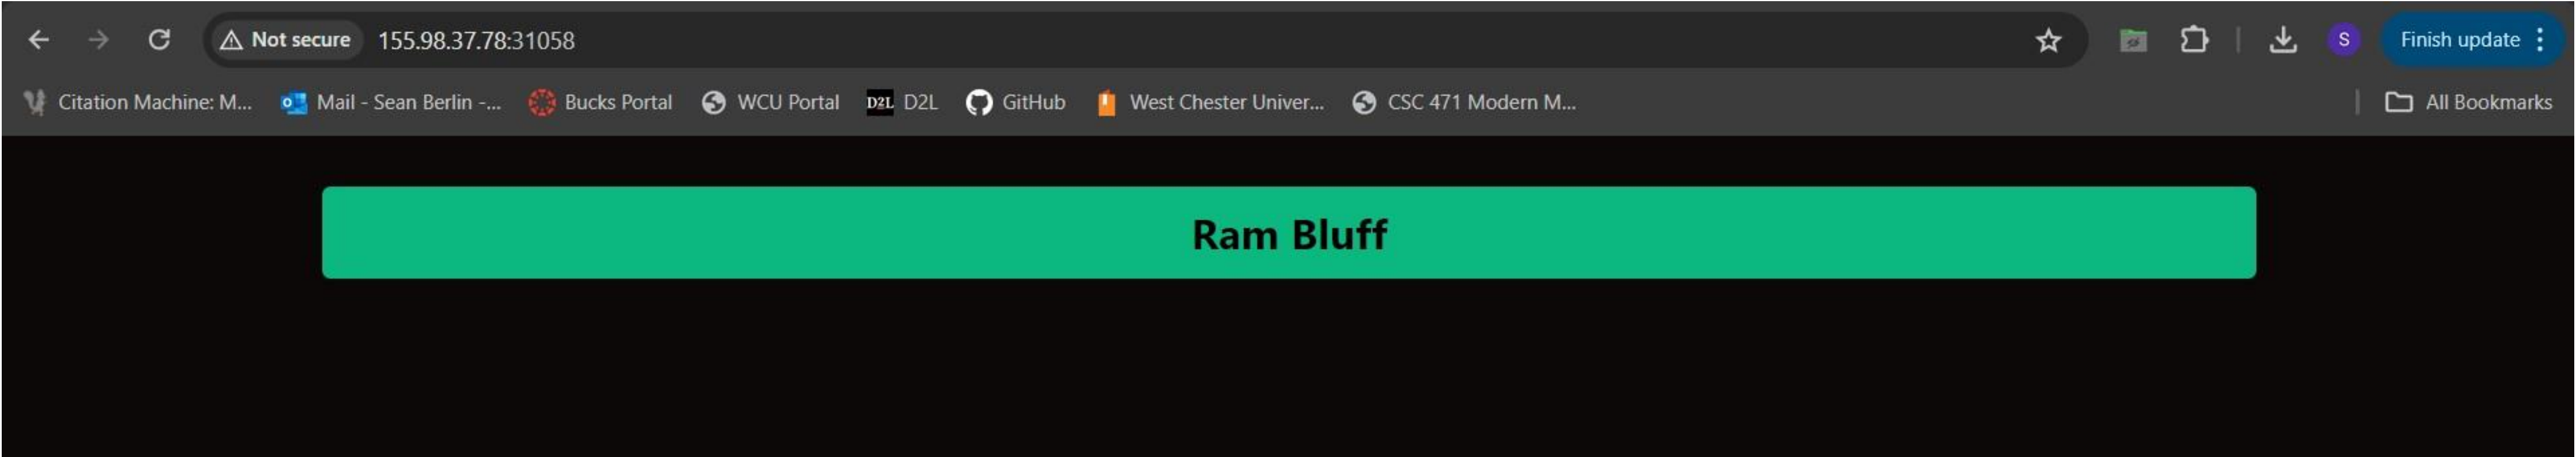 Not secure 155.98.37.78:31058 S Finish update
Citation Machine: M... Mail - Sean Berlin -... Bucks Portal WCU Portal D2L D2L GitHub West Chester Univer... CSC 471 Modern M... All Bookmarks
Ram Bluff